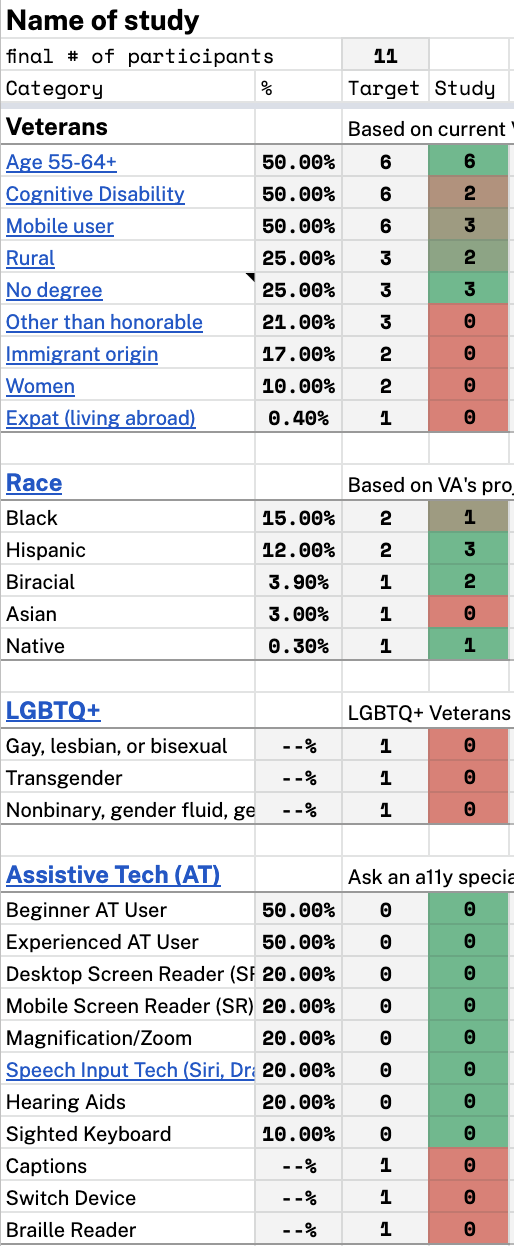 Name of study
final # of participants 11
Category % Target Study
Veterans Based on current
Age 55-64+ 50.00% 6 6
Cognitive Disability 50.00% 6 2
Mobile user 50.00% 6 3
Rural 25.00% 3 2
No degree 25.00% 3 3
Other than honorable 21.00% 3 0
Immigrant origin 17.00% 2 0
Women 10.00% 2 0
Expat (living abroad) 0.40% 1 0
Race Based on VA's
Black 15.00% 2 1
Hispanic 12.00% 2 3
Biracial 3.90% 1 2
Asian 3.00% 1 0
Native 0.30% 1 1
LGBTQ+ LGBTQ+ Veterans
Gay, lesbian, or bisexual --% 1 0
Transgender --% 1 0
Nonbinary, gender fluid, ge --% 1 0
Assistive Tech (AT) Ask an a11y specia
Beginner AT User 50.00% 0 0
Experienced AT User 50.00% 0 0
Desktop Screen Reader (SR 20.00% 0 0
Mobile Screen Reader (SR) 20.00% 0 0
Magnification/Zoom 20.00% 0 0
Speech Input Tech (Siri, Dra 20.00% 0 0
Hearing Aids 20.00% 0 0
Sighted Keyboard 10.00% 0 0
Captions --% 1 0
Switch Device --% 1 0
Braille Reader --% 1 0